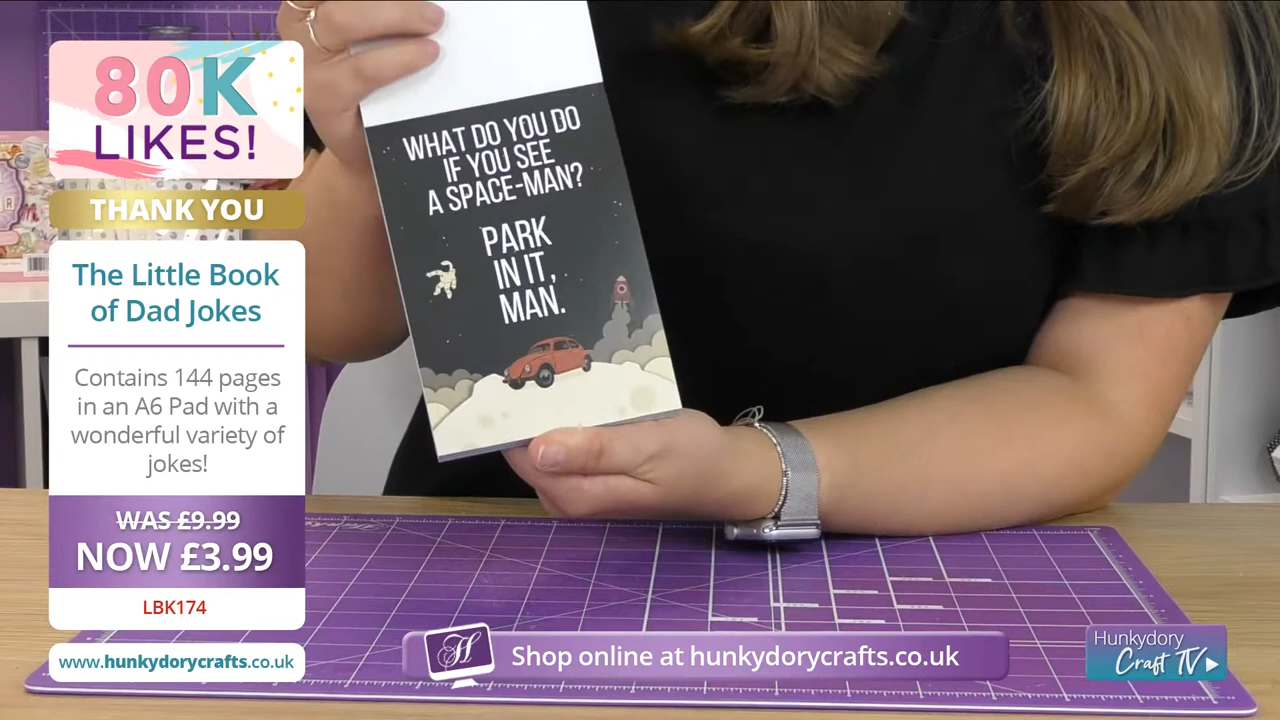 80K
LIKES!
THANK YOU
The Little Book
of Dad Jokes
Contains 144 pages
in an A6 Pad with a
wonderful variety of
jokes!
WAS £9.99
NOW £3.99
LBK174
www.hunkydorycrafts.co.uk
WHAT DO YOU DO
IF YOU SEE
A SPACE-MAN?
PARK
IN IT,
MAN.
H
Shop online at hunkydorycrafts.co.uk
Hunkydory
Craft TV